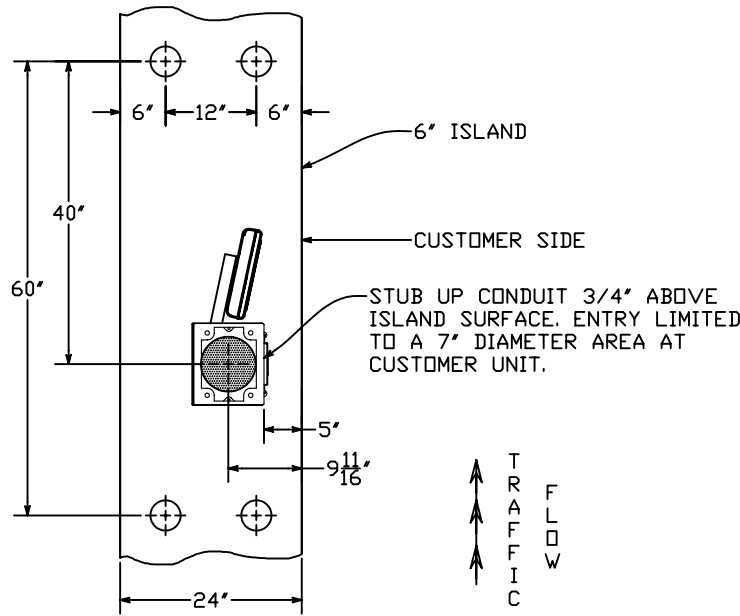 6" 12" 6"
6" ISLAND
40"
CUSTOMER SIDE
60"
STUB UP CONDUIT 3/4" ABOVE
ISLAND SURFACE. ENTRY LIMITED
TO A 7" DIAMETER AREA AT
CUSTOMER UNIT.
5"
9 11/16"
TRAFFIC
FLOW
24"